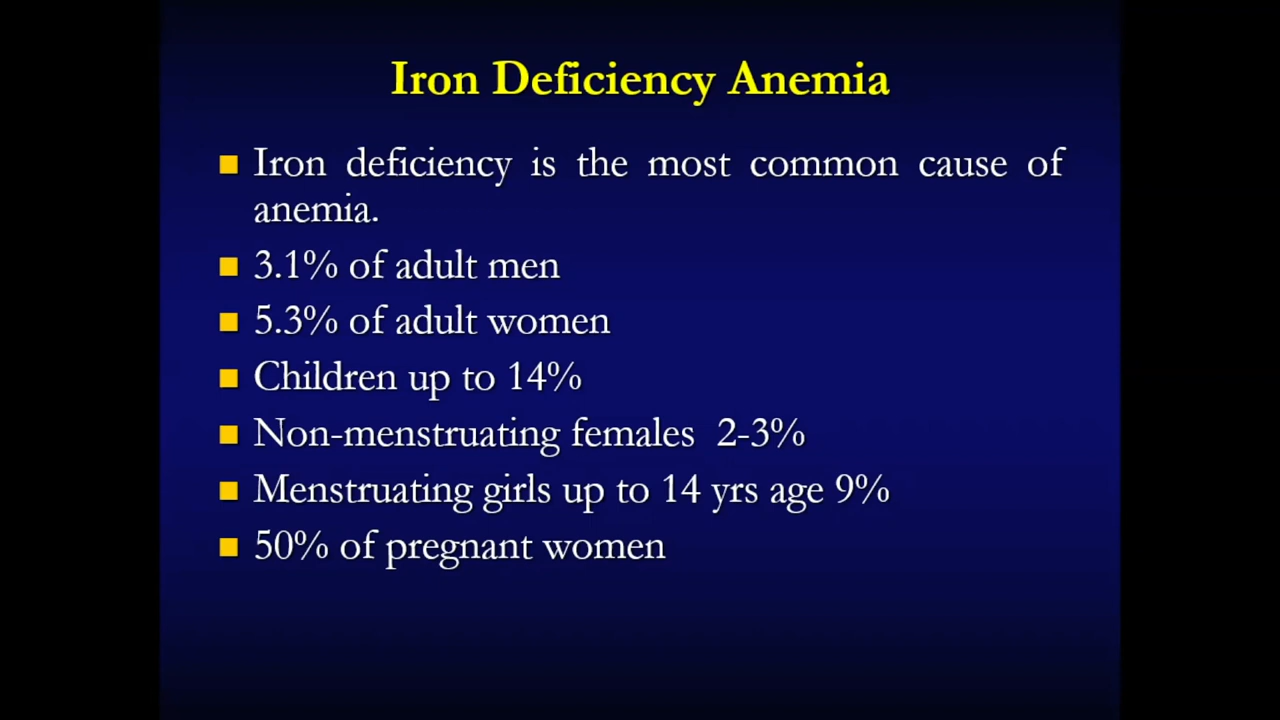 Iron Deficiency Anemia
Iron deficiency is the most common cause of
anemia.
3.1% of adult men
5.3% of adult women
Children up to 14%
Non-menstruating females 2-3%
Menstruating girls up to 14 yrs age 9%
50% of pregnant women